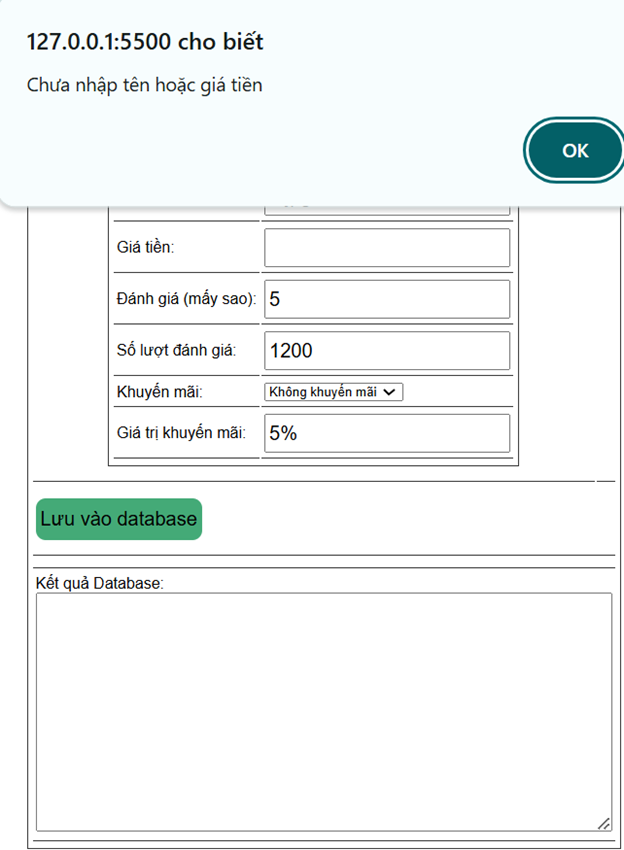 127.0.0.1:5500 cho biết
Chưa nhập tên hoặc giá tiền
OK
Giá tiền:
Đánh giá (mấy sao): 5
Số lượt đánh giá: 1200
Khuyến mãi: Không khuyến mãi
Giá trị khuyến mãi: 5%
Lưu vào database
Kết quả Database: